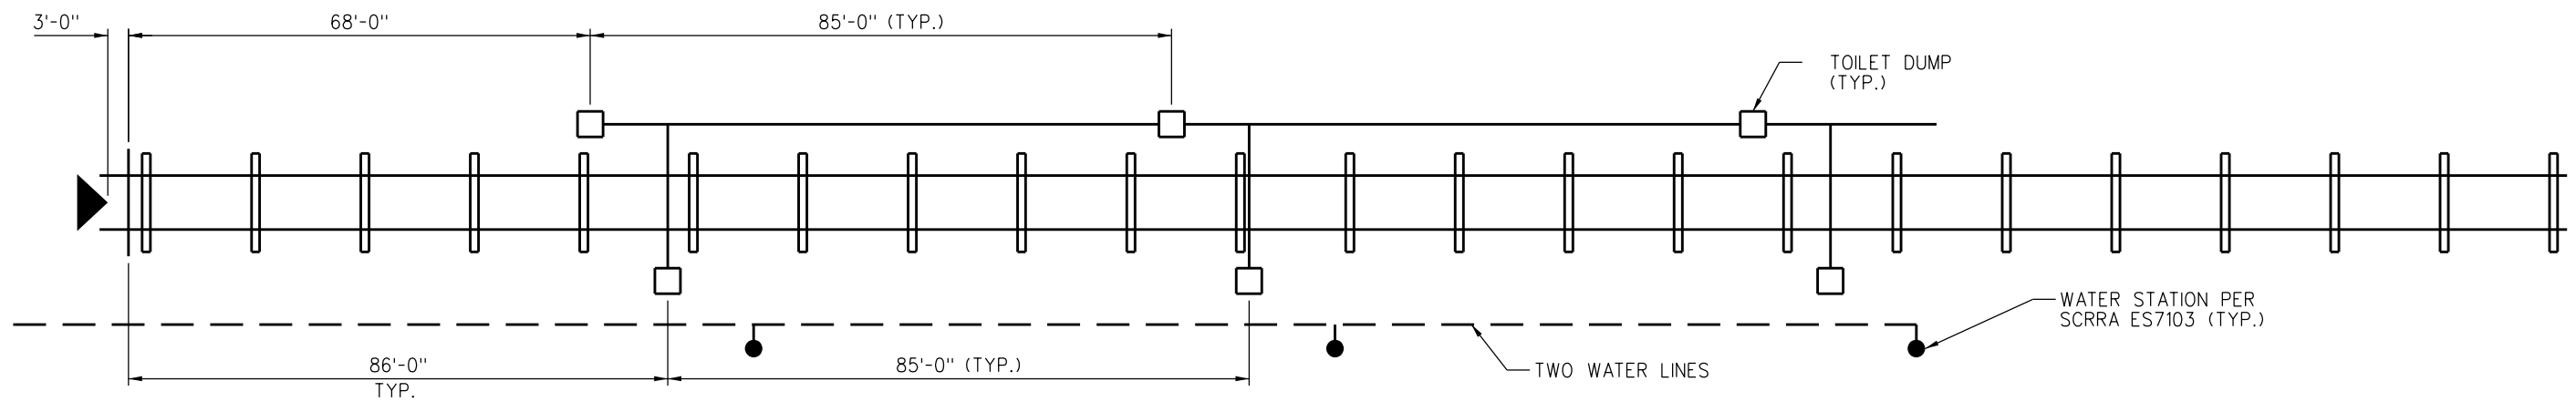 3'-0"
68'-0"
85'-0" (TYP.)
TOILET DUMP
(TYP.)
WATER STATION PER
SCRRA ES7103 (TYP.)
86'-0"
TYP.
85'-0" (TYP.)
TWO WATER LINES